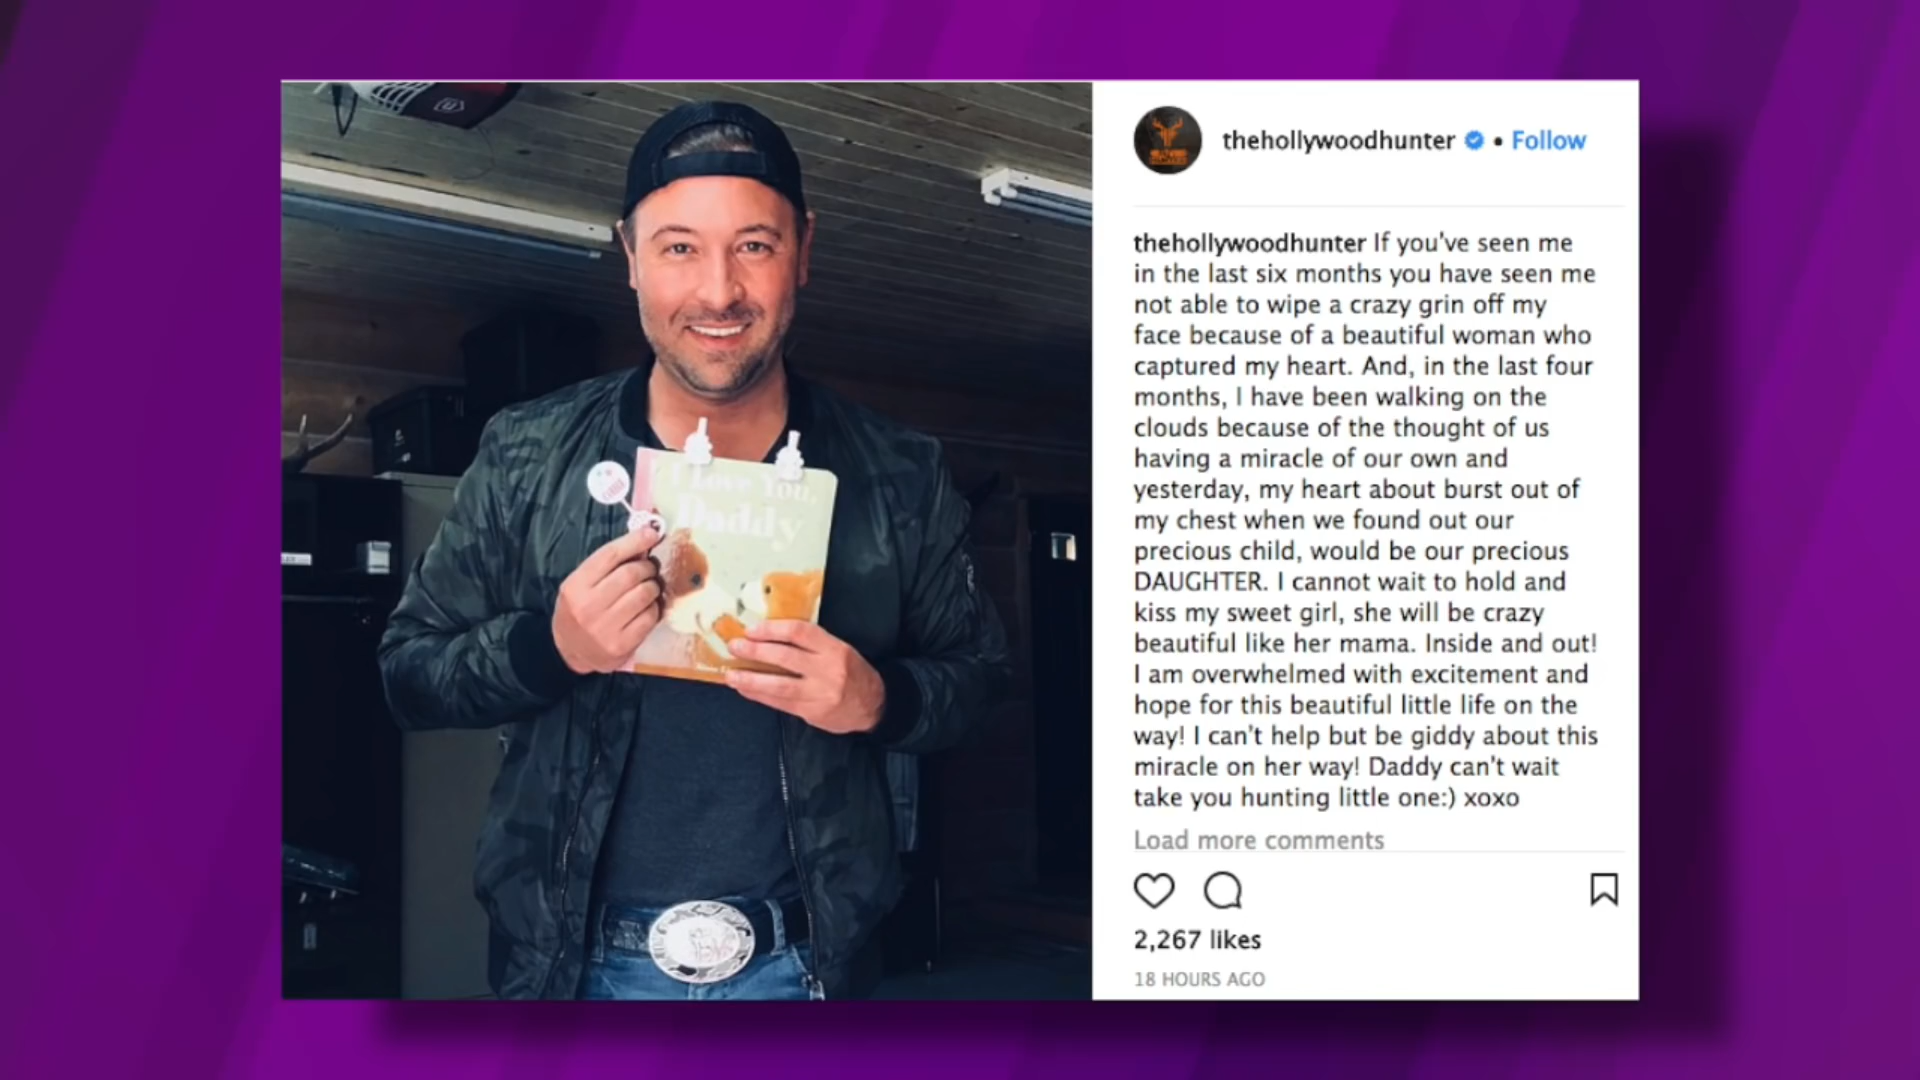 thehollywoodhunter • Follow
thehollywoodhunter If you've seen me
in the last six months you have seen me
not able to wipe a crazy grin off my
face because of a beautiful woman who
captured my heart. And, in the last four
months, I have been walking on the
clouds because of the thought of us
having a miracle of our own and
yesterday, my heart about burst out of
my chest when we found out our
precious child, would be our precious
DAUGHTER. I cannot wait to hold and
kiss my sweet girl, she will be crazy
beautiful like her mama. Inside and out!
I am overwhelmed with excitement and
hope for this beautiful little life on the
way! I can't help but be giddy about this
miracle on her way! Daddy can't wait
take you hunting little one:) xoxo
Load more comments
2,267 likes
18 HOURS AGO
I Love You,
Daddy